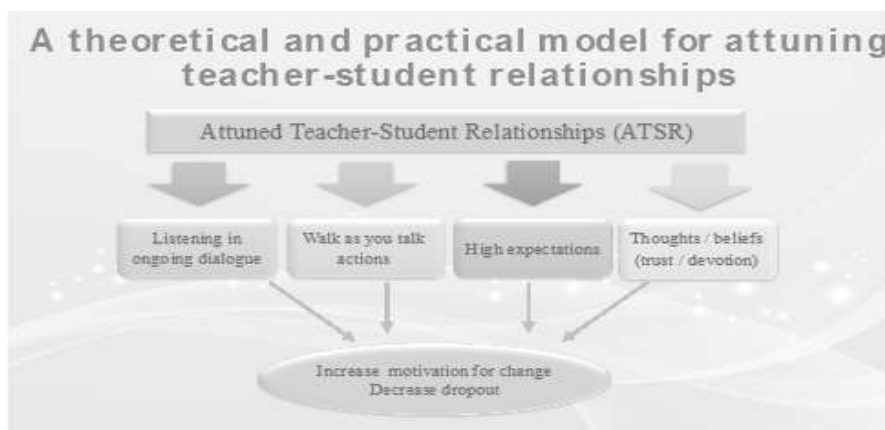 A theoretical and practical model for attuning
teacher-student relationships
Attuned Teacher-Student Relationships (ATSR)
Listening in
ongoing dialogue
Walk as you talk
actions
High expectations
Thoughts / beliefs
(trust / devotion)
Increase motivation for change
Decrease dropout